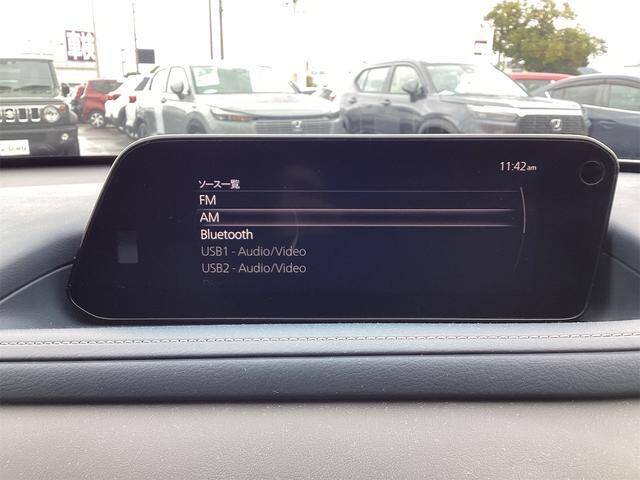 11:42am
ソース一覧
FM
AM
Bluetooth
USB1 - Audio/Video
USB2 - Audio/Video